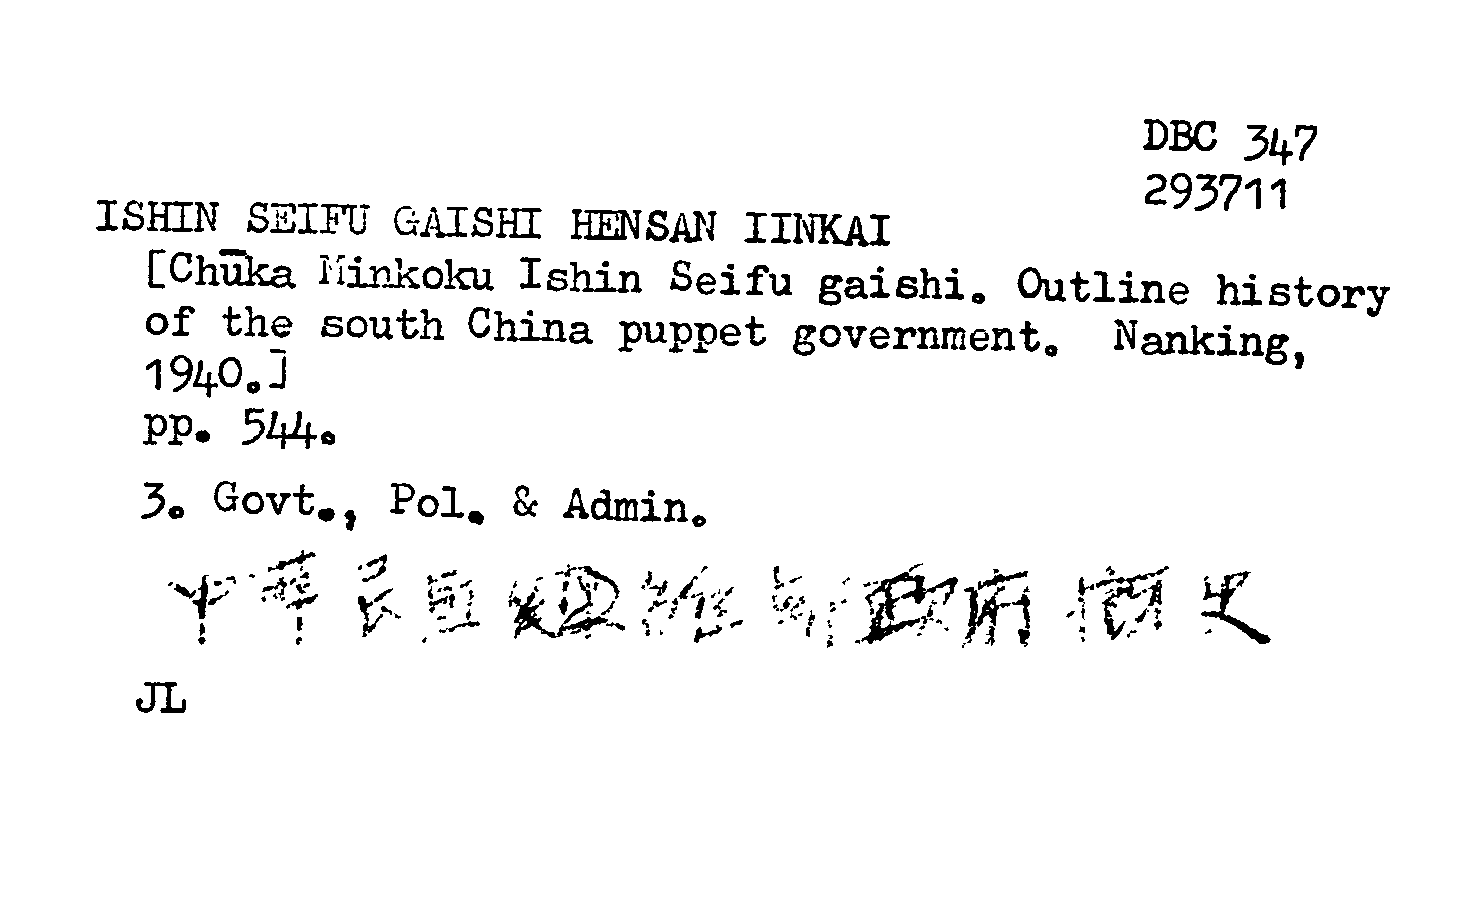 DBC 347
293711
ISHIN SEIFU GAISHI HENSAN IINKAI
[Chūka Minkoku Ishin Seifu gaishi. Outline history
of the south China puppet government. Nanking,
1940.]
pp. 544.
3. Govt., Pol. & Admin.
中華民国維新政府概史
JL